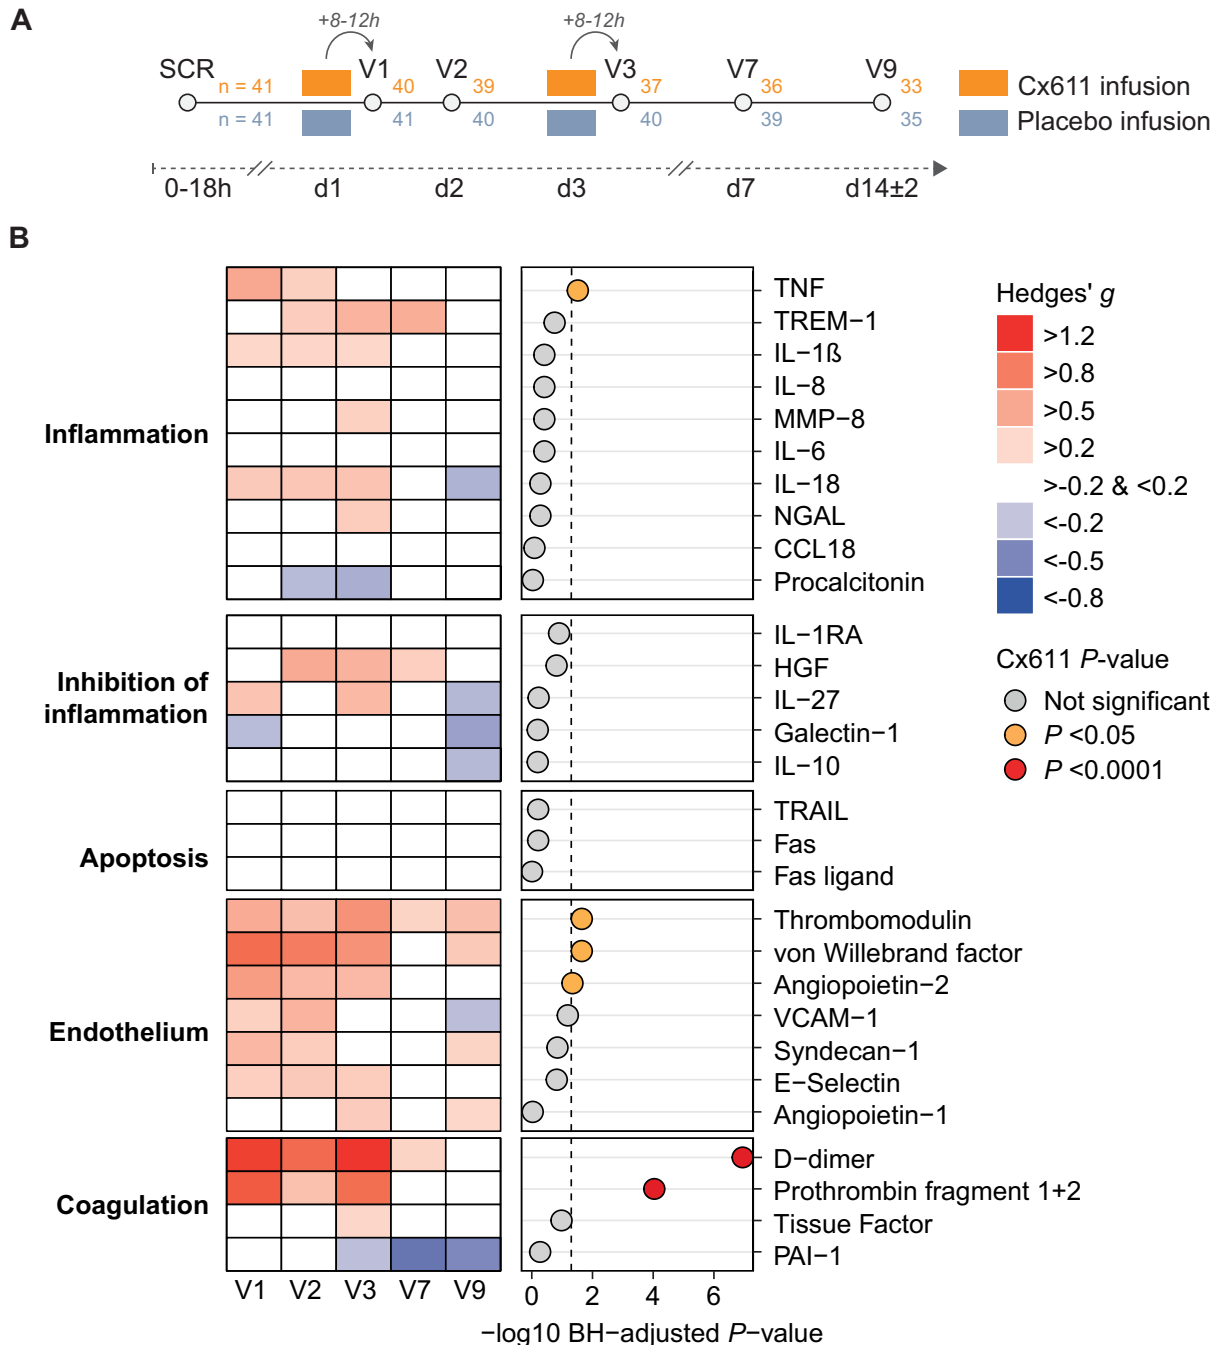 A
+8-12h
+8-12h
SCR
V1
V2
V3
V7
V9
n = 41
40
39
37
36
33
n = 41
41
40
40
39
35
Cx611 infusion
Placebo infusion
0-18h
d1
d2
d3
d7
d14±2
B
Inflammation
TNF
TREM−1
IL−1ß
IL−8
MMP−8
IL−6
IL−18
NGAL
CCL18
Procalcitonin
Inhibition of
inflammation
IL−1RA
HGF
IL−27
Galectin−1
IL−10
Apoptosis
TRAIL
Fas
Fas ligand
Endothelium
Thrombomodulin
von Willebrand factor
Angiopoietin−2
VCAM−1
Syndecan−1
E−Selectin
Angiopoietin−1
Coagulation
D−dimer
Prothrombin fragment 1+2
Tissue Factor
PAI−1
V1
V2
V3
V7
V9
0
2
4
6
−log10 BH−adjusted P−value
Hedges' g
>1.2
>0.8
>0.5
>0.2
>-0.2 & <0.2
<-0.2
<-0.5
<-0.8
Cx611 P-value
Not significant
P <0.05
P <0.0001